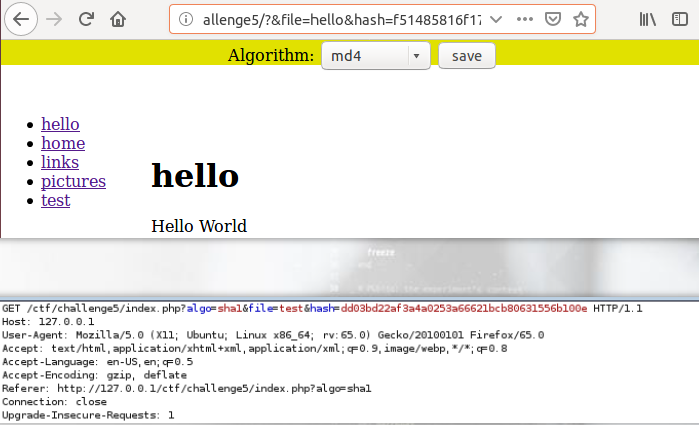 allenge5/?&file=hello&hash=f51485816f17
Algorithm: md4 save
hello
home
links
pictures
test
hello
Hello World
freeze
GET /ctf/challenge5/index.php?algo=sha1&file=test&hash=dd03bd22af3a4a0253a66621bcb80631556b100e HTTP/1.1
Host: 127.0.0.1
User-Agent: Mozilla/5.0 (X11; Ubuntu; Linux x86_64; rv:65.0) Gecko/20100101 Firefox/65.0
Accept: text/html,application/xhtml+xml,application/xml;q=0.9,image/webp,*/*;q=0.8
Accept-Language: en-US,en;q=0.5
Accept-Encoding: gzip, deflate
Referer: http://127.0.0.1/ctf/challenge5/index.php?algo=sha1
Connection: close
Upgrade-Insecure-Requests: 1